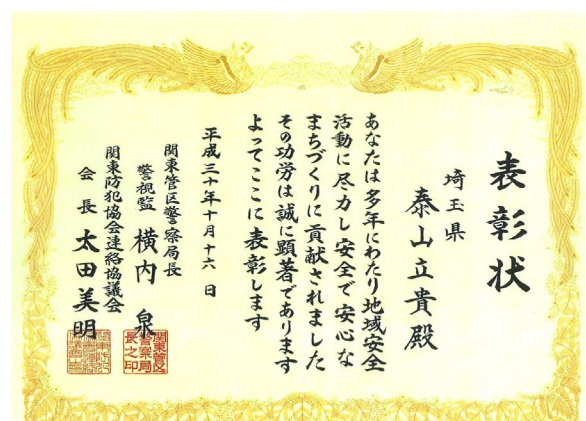 表彰状
埼玉県
泰山立貴殿
あなたは多年にわたり地域安全
活動に尽力し安全で安心な
まちづくりに貢献されました
その功労は誠に顕著であります
よってここに表彰します
平成三十年十月十六日
関東管区警察局長
警視監 横内泉
関東防犯協会連絡協議会
会長 太田美明
関東管区
警察局
長之印